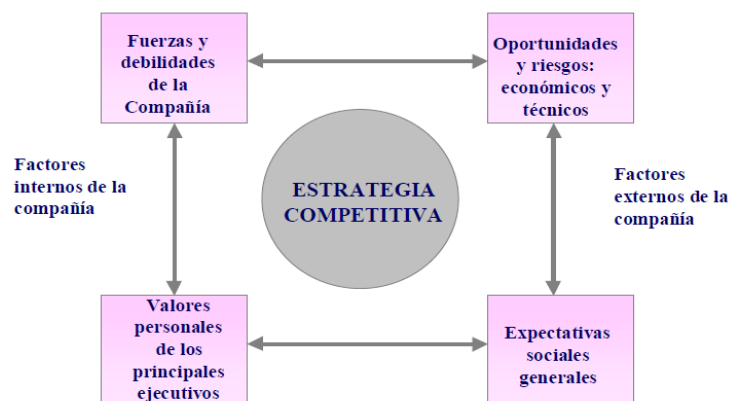 Fuerzas y
debilidades
de la
Compañía
Oportunidades
y riesgos:
económicos y
técnicos
Factores
internos de la
compañía
ESTRATEGIA
COMPETITIVA
Factores
externos de la
compañía
Valores
personales
de los
principales
ejecutivos
Expectativas
sociales
generales